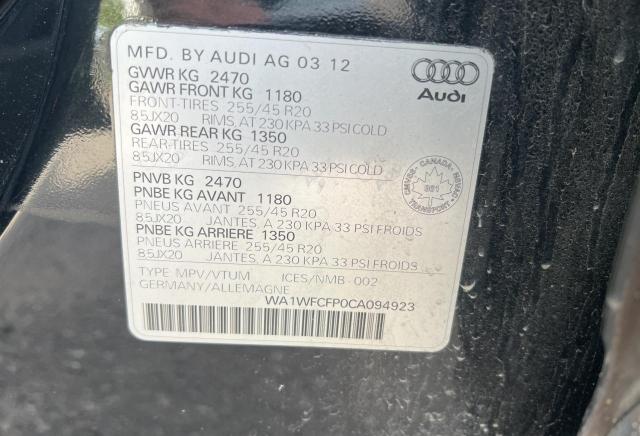 MFD. BY AUDI AG 03 12
GVWR KG 2470
GAWR FRONT KG 1180
FRONT-TIRES 255/45 R20
85JX20 RIMS, AT 230 KPA 33 PSI COLD
GAWR REAR KG 1350
REAR-TIRES 255/45 R20
85JX20 RIMS, AT 230 KPA 33 PSI COLD
Audi
PNVB KG 2470
PNBE KG AVANT 1180
PNEUS AVANT 255/45 R20
85JX20 JANTES, A 230 KPA 33 PSI FROIDS
PNBE KG ARRIERE 1350
PNEUS ARRIERE 255/45 R20
85JX20 JANTES, A 230 KPA 33 PSI FROIDS
CANADA
TRANSPORT
TYPE MPV/VTUM ICES/NMB-002
GERMANY/ALLEMAGNE
WA1WFCFP0CA094923